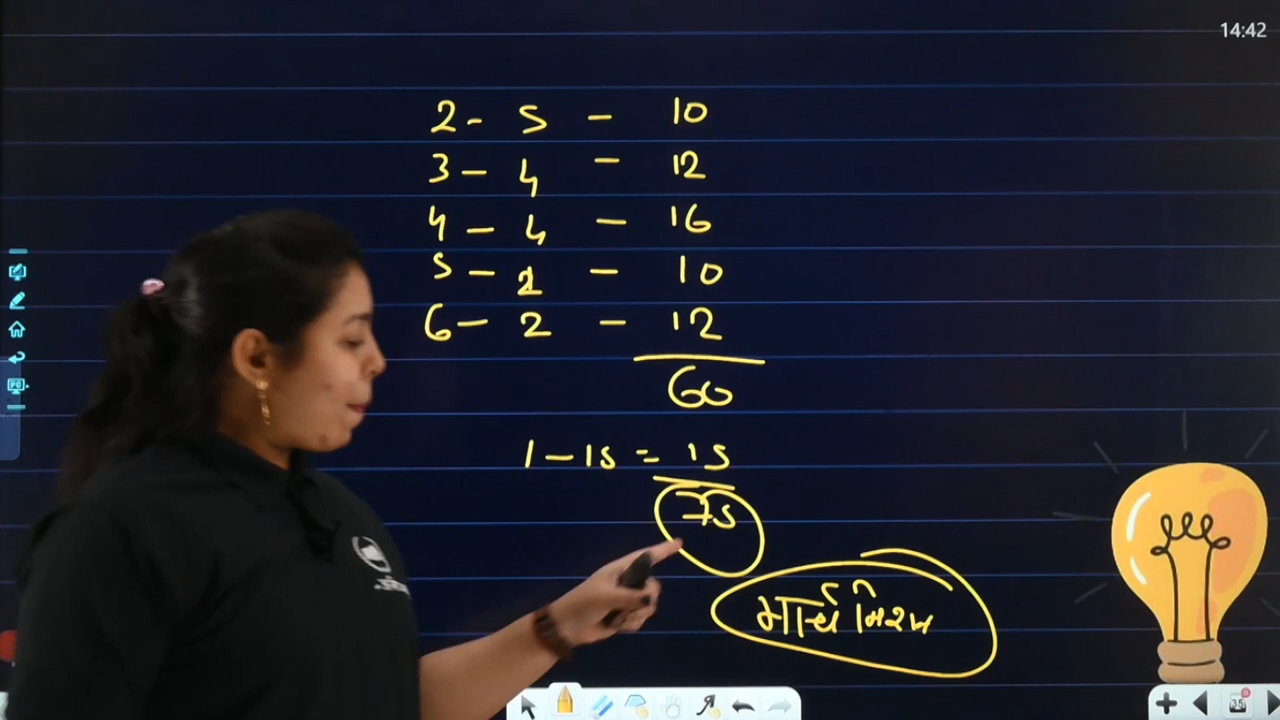 14:42
2 - 5 - 10
3 - 4 - 12
4 - 4 - 16
5 - 2 - 10
6 - 2 - 12
60
1 - 15 = 15
75